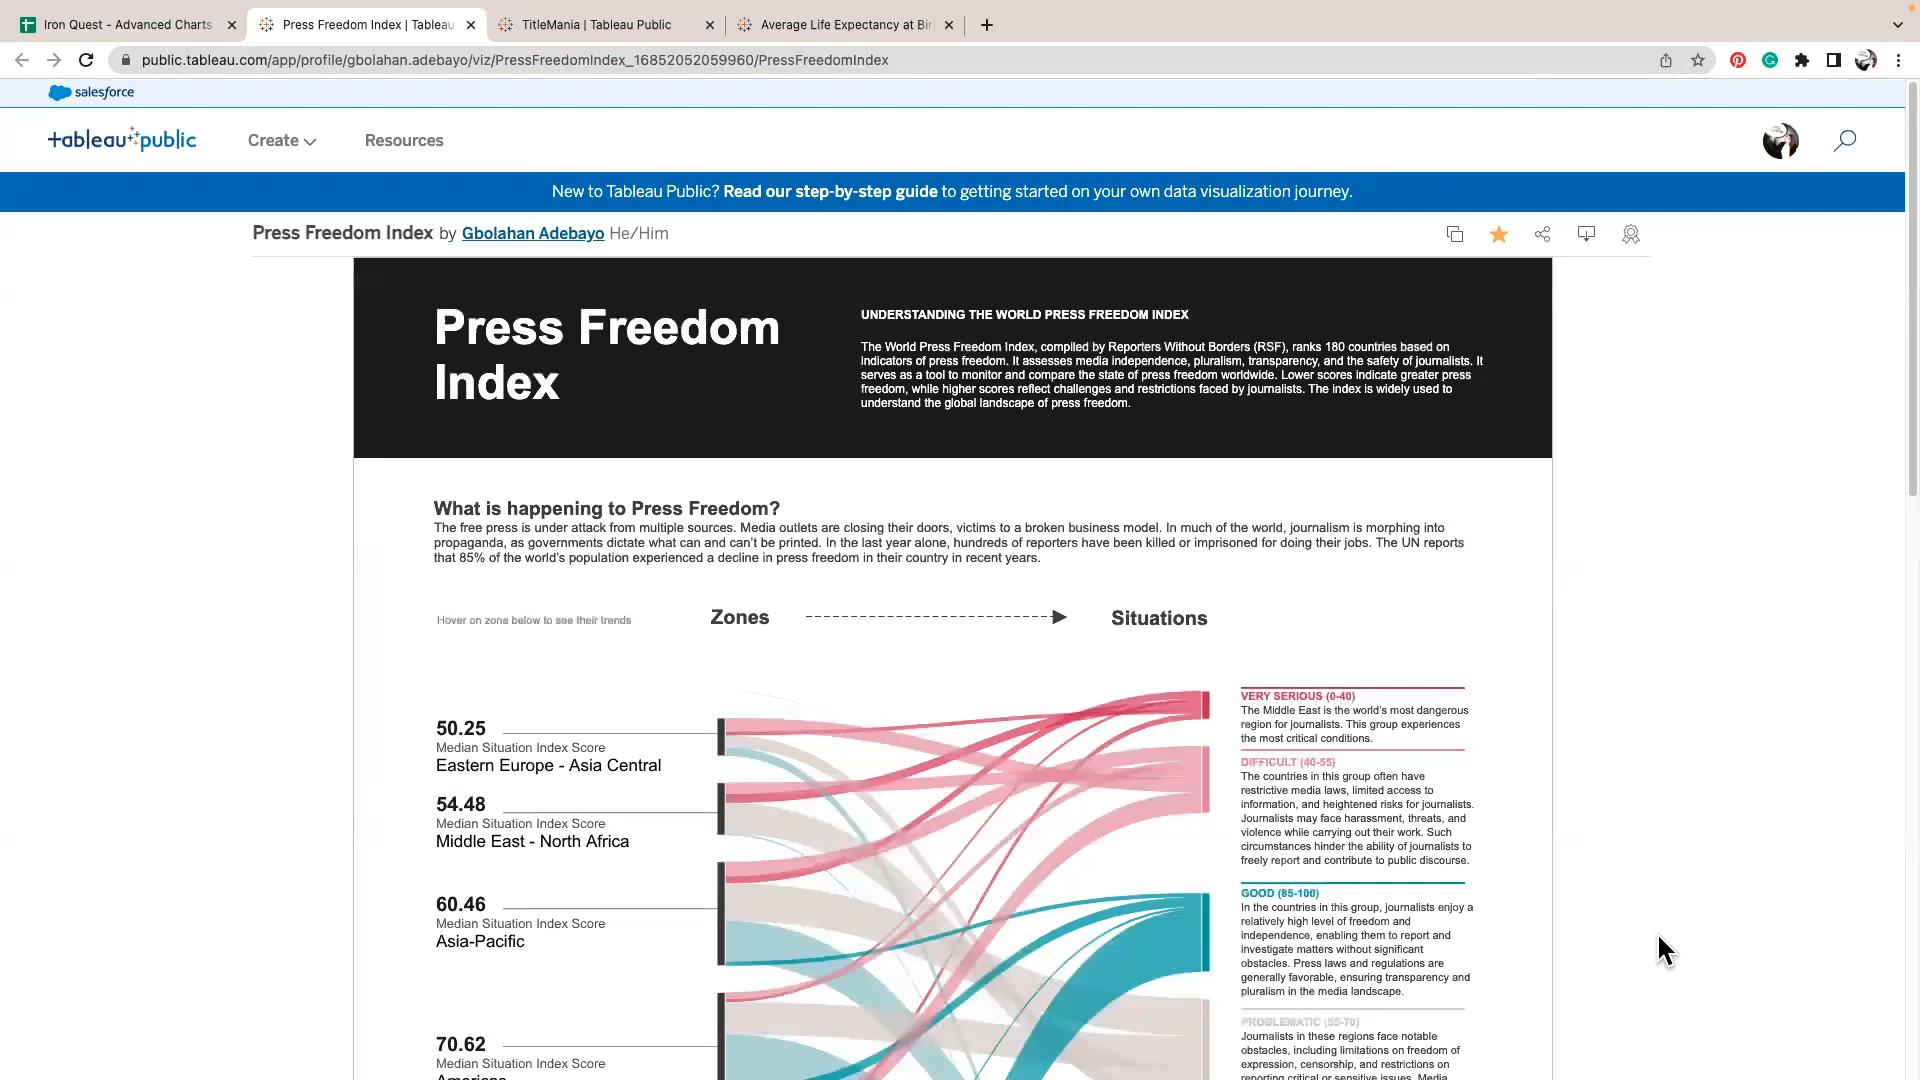 Iron Quest - Advanced Charts
Press Freedom Index | Tableau
TitleMania | Tableau Public
Average Life Expectancy at Bir
public.tableau.com/app/profile/gbolahan.adebayo/viz/PressFreedomIndex_16852052059960/PressFreedomIndex
salesforce
tableau public
Create
Resources
New to Tableau Public? Read our step-by-step guide to getting started on your own data visualization journey.
Press Freedom Index by Gbolahan Adebayo He/Him
Press Freedom
Index
UNDERSTANDING THE WORLD PRESS FREEDOM INDEX
The World Press Freedom Index, compiled by Reporters Without Borders (RSF), ranks 180 countries based on
indicators of press freedom. It assesses media independence, pluralism, transparency, and the safety of journalists. It
serves as a tool to monitor and compare the state of press freedom worldwide. Lower scores indicate greater press
freedom, while higher scores reflect challenges and restrictions faced by journalists. The index is widely used to
understand the global landscape of press freedom.
What is happening to Press Freedom?
The free press is under attack from multiple sources. Media outlets are closing their doors, victims to a broken business model. In much of the world, journalism is morphing into
propaganda, as governments dictate what can and can't be printed. In the last year alone, hundreds of reporters have been killed or imprisoned for doing their jobs. The UN reports
that 85% of the world's population experienced a decline in press freedom in their country in recent years.
Hover on zone below to see their trends
Zones
Situations
50.25
Median Situation Index Score
Eastern Europe - Asia Central
54.48
Median Situation Index Score
Middle East - North Africa
60.46
Median Situation Index Score
Asia-Pacific
70.62
Median Situation Index Score
Americas
VERY SERIOUS (0-40)
The Middle East is the world's most dangerous
region for journalists. This group experiences
the most critical conditions.
DIFFICULT (40-55)
The countries in this group often have
restrictive media laws, limited access to
information, and heightened risks for journalists.
Journalists may face harassment, threats, and
violence while carrying out their work. Such
circumstances hinder the ability of journalists to
freely report and contribute to public discourse.
GOOD (85-100)
In the countries in this group, journalists enjoy a
relatively high level of freedom and
independence, enabling them to report and
investigate matters without significant
obstacles. Press laws and regulations are
generally favorable, ensuring transparency and
pluralism in the media landscape.
PROBLEMATIC (55-70)
Journalists in these regions face notable
obstacles, including limitations on freedom of
expression, censorship, and restrictions on
reporting critical or sensitive issues. Media